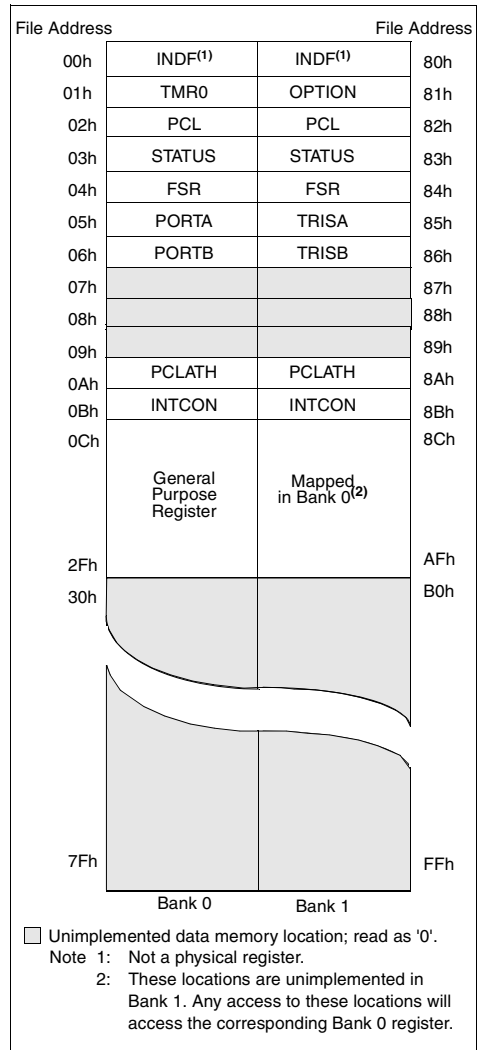 File Address File Address
00h INDF(1) INDF(1) 80h
01h TMR0 OPTION 81h
02h PCL PCL 82h
03h STATUS STATUS 83h
04h FSR FSR 84h
05h PORTA TRISA 85h
06h PORTB TRISB 86h
07h 87h
08h 88h
09h 89h
0Ah PCLATH PCLATH 8Ah
0Bh INTCON INTCON 8Bh
0Ch 8Ch
General Mapped
Purpose in Bank 0(2)
Register
2Fh AFh
30h B0h
7Fh FFh
Bank 0 Bank 1
Unimplemented data memory location; read as '0'.
Note 1: Not a physical register.
2: These locations are unimplemented in
Bank 1. Any access to these locations will
access the corresponding Bank 0 register.